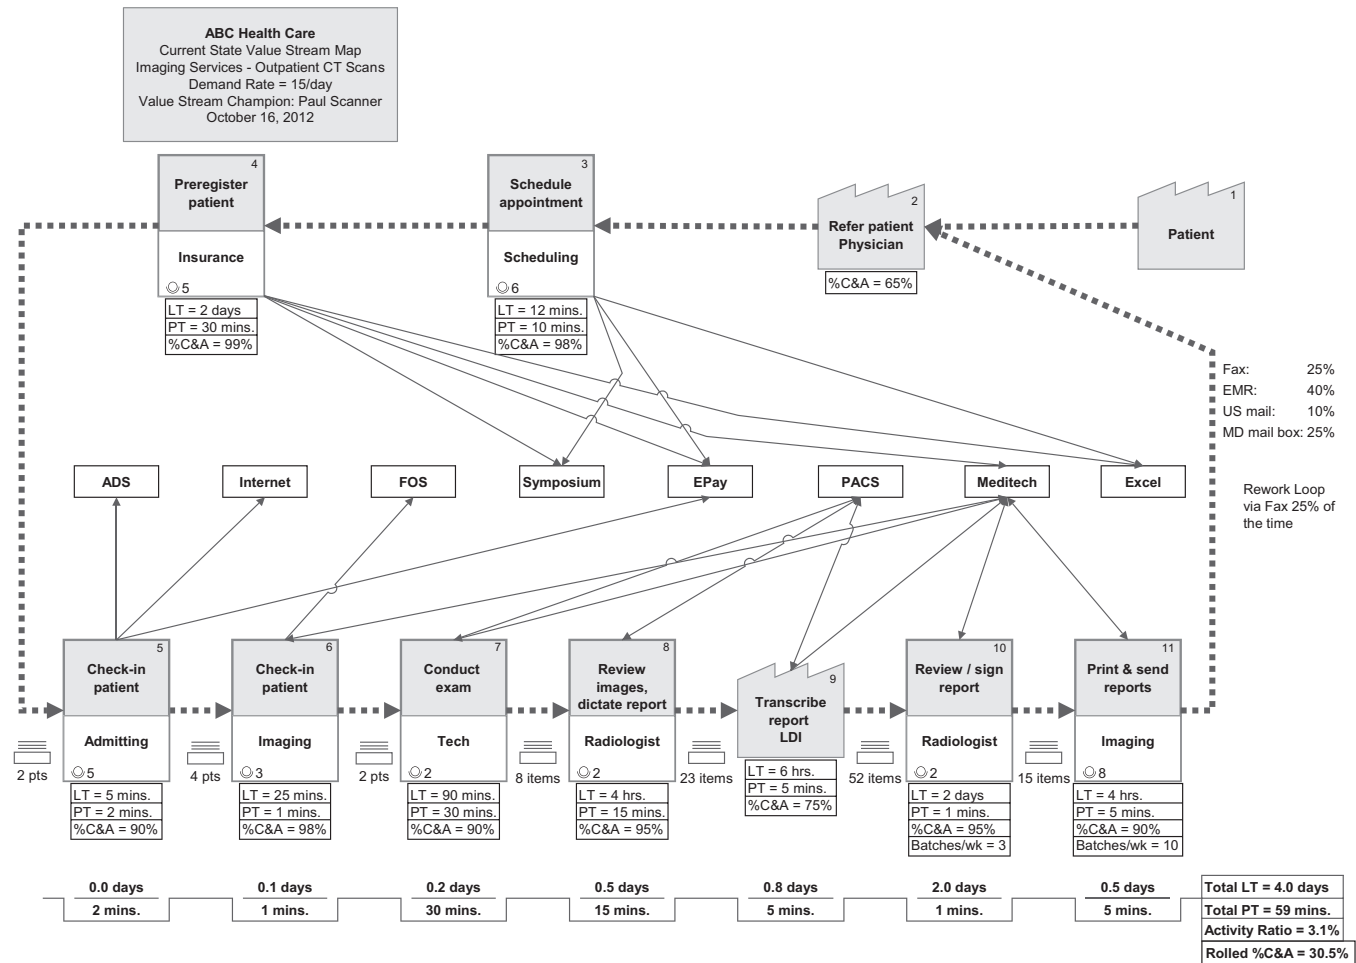 ABC Health Care
Current State Value Stream Map
Imaging Services - Outpatient CT Scans
Demand Rate = 15/day
Value Stream Champion: Paul Scanner
October 16, 2012
4
Preregister
patient
Insurance
5
LT = 2 days
PT = 30 mins.
%C&A = 99%
3
Schedule
appointment
Scheduling
6
LT = 12 mins.
PT = 10 mins.
%C&A = 98%
2
Refer patient
Physician
%C&A = 65%
1
Patient
Fax: 25%
EMR: 40%
US mail: 10%
MD mail box: 25%
Rework Loop
via Fax 25% of
the time
ADS
Internet
FOS
Symposium
EPay
PACS
Meditech
Excel
2 pts
5
Check-in
patient
Admitting
5
LT = 5 mins.
PT = 2 mins.
%C&A = 90%
4 pts
6
Check-in
patient
Imaging
3
LT = 25 mins.
PT = 1 mins.
%C&A = 98%
2 pts
7
Conduct
exam
Tech
2
LT = 90 mins.
PT = 30 mins.
%C&A = 90%
8 items
8
Review
images,
dictate report
Radiologist
2
LT = 4 hrs.
PT = 15 mins.
%C&A = 95%
23 items
9
Transcribe
report
LDI
LT = 6 hrs.
PT = 5 mins.
%C&A = 75%
52 items
10
Review / sign
report
Radiologist
2
LT = 2 days
PT = 1 mins.
%C&A = 95%
Batches/wk = 3
15 items
11
Print & send
reports
Imaging
8
LT = 4 hrs.
PT = 5 mins.
%C&A = 90%
Batches/wk = 10
0.0 days
2 mins.
0.1 days
1 mins.
0.2 days
30 mins.
0.5 days
15 mins.
0.8 days
5 mins.
2.0 days
1 mins.
0.5 days
5 mins.
Total LT = 4.0 days
Total PT = 59 mins.
Activity Ratio = 3.1%
Rolled %C&A = 30.5%